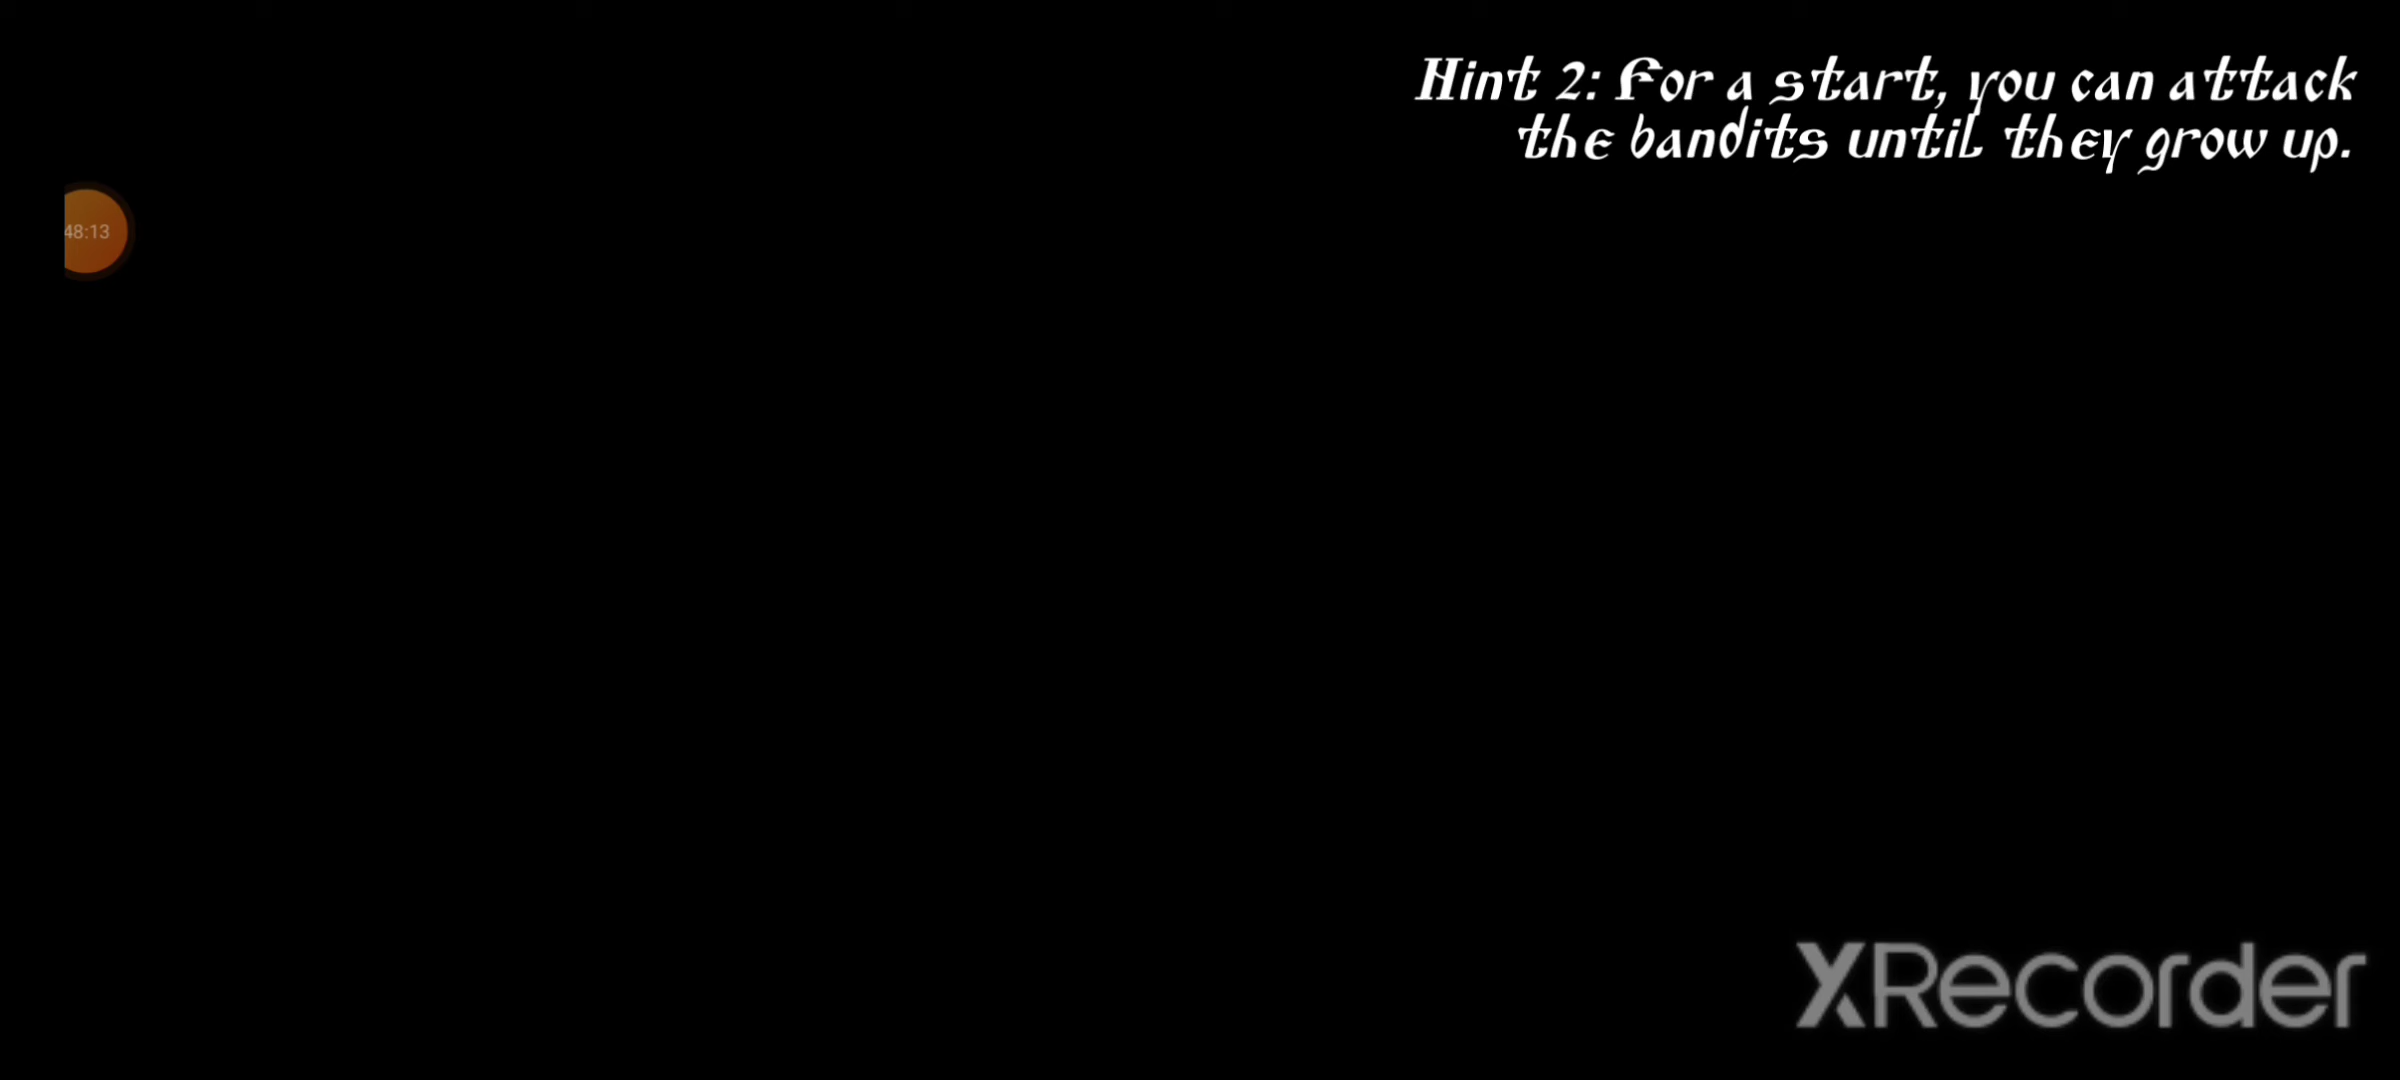 Hint 2: For a start, you can attack
the bandits until they grow up.
48:13
XRecorder